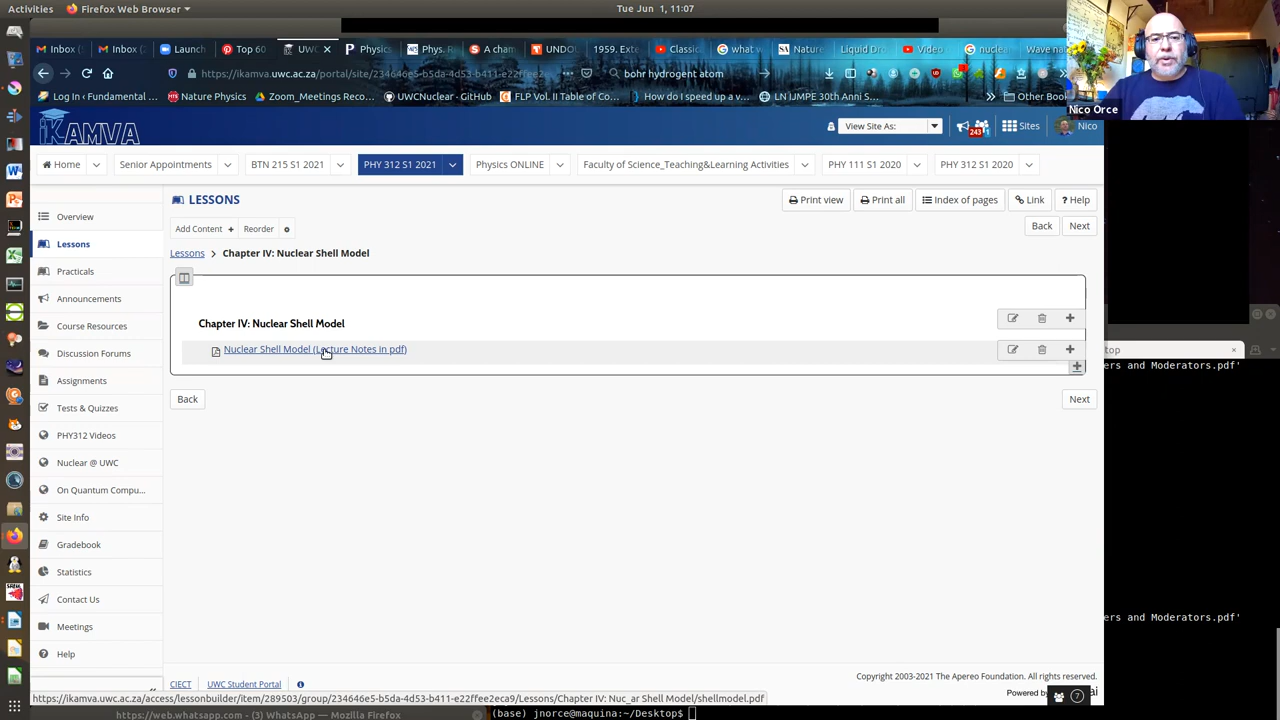 Activities
Firefox Web Browser
Tue Jun 1, 11:07
Inbox (
Inbox (2
Launch
Top 60
UWC
Physics
Phys. R
A cham
UNDO
1959. Exte
Classic
what w
Nature
Liquid Dro
Video
nuclea
Wave na
https://ikamva.uwc.ac.za/portal/site/234646e5-b5da-4d53-b411-e22ffee2
bohr hydrogent atom
Log In ‹ Fundamental ...
Nature Physics
Zoom_Meetings Reco...
UWCNuclear · GitHub
FLP Vol. II Table of Co...
How do I speed up a v...
LN IJMPE 30th Anni S...
Other Book
Nico Orce
iKAMVA
View Site As:
243
1
Sites
Nico
Home
Senior Appointments
BTN 215 S1 2021
PHY 312 S1 2021
Physics ONLINE
Faculty of Science_Teaching&Learning Activities
PHY 111 S1 2020
PHY 312 S1 2020
LESSONS
Print view
Print all
Index of pages
Link
? Help
Overview
Add Content +
Reorder
Back
Next
Lessons
Lessons > Chapter IV: Nuclear Shell Model
Practicals
Announcements
Chapter IV: Nuclear Shell Model
Course Resources
Nuclear Shell Model (Lecture Notes in pdf)
Discussion Forums
top
ers and Moderators.pdf'
Assignments
Back
Next
Tests & Quizzes
PHY312 Videos
Nuclear @ UWC
On Quantum Compu...
Site Info
Gradebook
Statistics
Contact Us
ers and Moderators.pdf'
Meetings
Help
CIECT
UWC Student Portal
Copyright 2003-2021 The Apereo Foundation. All rights reserved.
Powered by
ai
7
https://ikamva.uwc.ac.za/access/lessonbuilder/item/289503/group/234646e5-b5da-4d53-b411-e22ffee2eca9/Lessons/Chapter IV: Nuc_ar Shell Model/shellmodel.pdf
https://web.whatsapp.com - (3) WhatsApp — Mozilla Firefox
(base) jnorce@maquina:~/Desktop$